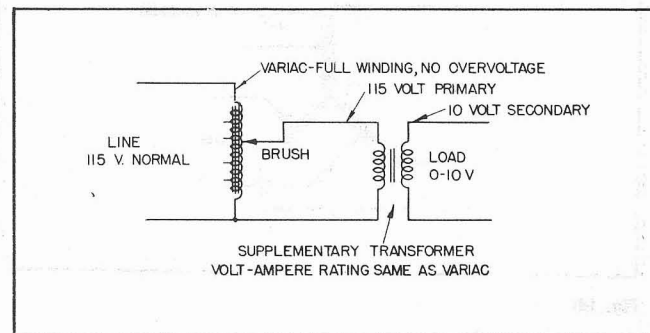 VARIAC-FULL WINDING, NO OVERVOLTAGE
115 VOLT PRIMARY
10 VOLT SECONDARY
LINE
115 V. NORMAL
BRUSH
LOAD
0-10 V
SUPPLEMENTARY TRANSFORMER
VOLT-AMPERE RATING SAME AS VARIAC